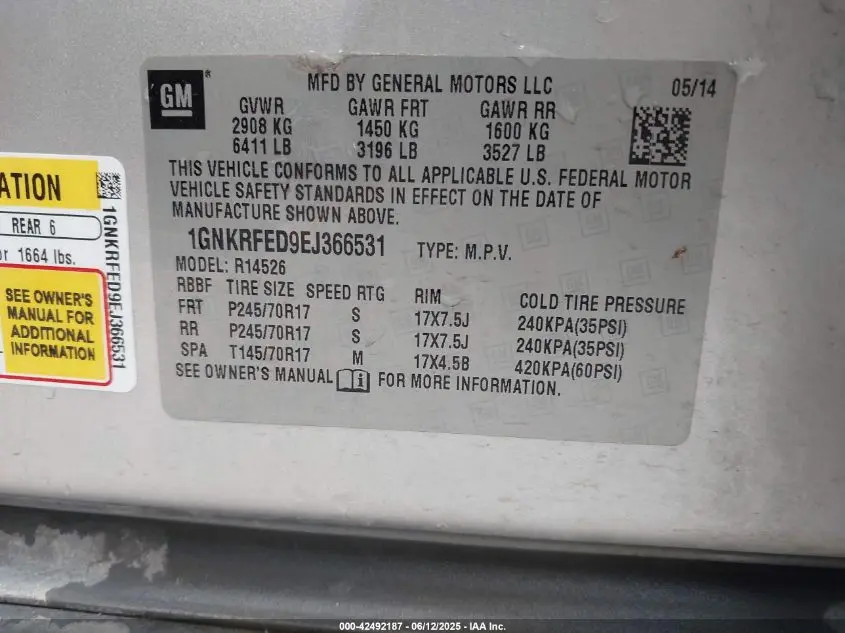 GM
®
MFD BY GENERAL MOTORS LLC
05/14
GVWR GAWR FRT GAWR RR
2908 KG 1450 KG 1600 KG
6411 LB 3196 LB 3527 LB
THIS VEHICLE CONFORMS TO ALL APPLICABLE U.S. FEDERAL MOTOR
VEHICLE SAFETY STANDARDS IN EFFECT ON THE DATE OF
MANUFACTURE SHOWN ABOVE.
1GNKRFED9EJ366531 TYPE: M.P.V.
MODEL: R14526
RBBF TIRE SIZE SPEED RTG RIM COLD TIRE PRESSURE
FRT P245/70R17 S 17X7.5J 240KPA(35PSI)
RR P245/70R17 S 17X7.5J 240KPA(35PSI)
SPA T145/70R17 M 17X4.5B 420KPA(60PSI)
SEE OWNER'S MANUAL FOR MORE INFORMATION.
ATION
REAR 6
or 1664 lbs.
SEE OWNER'S
MANUAL FOR
ADDITIONAL
INFORMATION
1GNKRFED9EJ366531
000-42492187 - 06/12/2025 - IAA Inc.